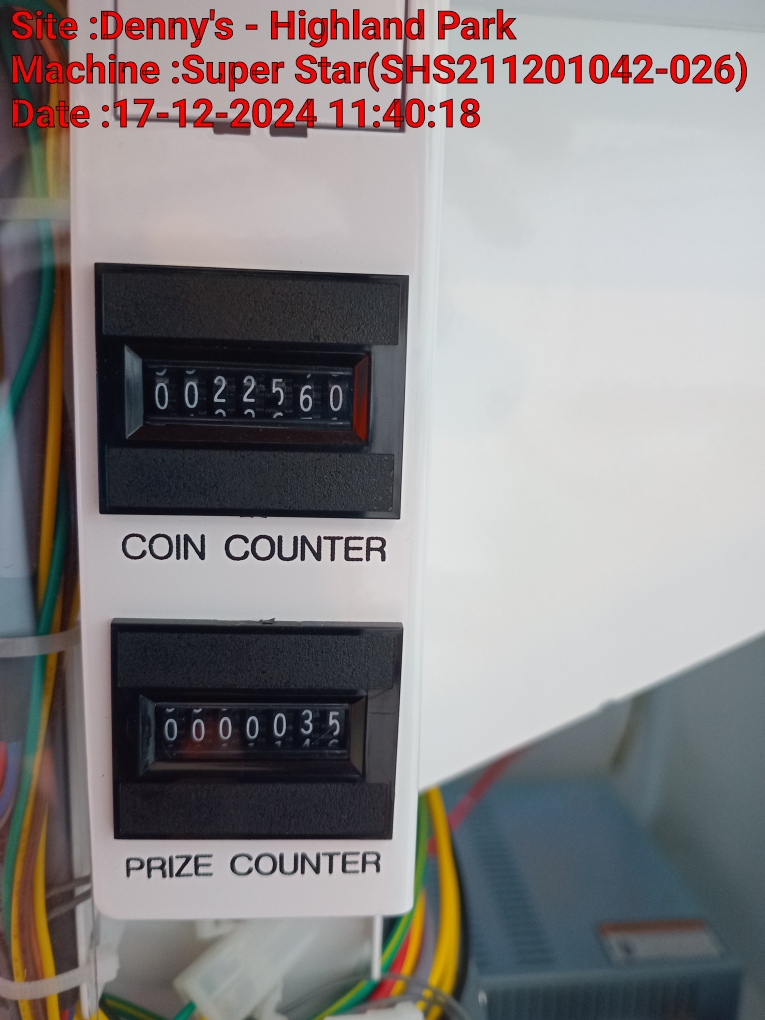 Site :Denny's - Highland Park
Machine :Super Star(SHS211201042-026)
Date :17-12-2024 11:40:18
0022560
COIN COUNTER
0000035
PRIZE COUNTER